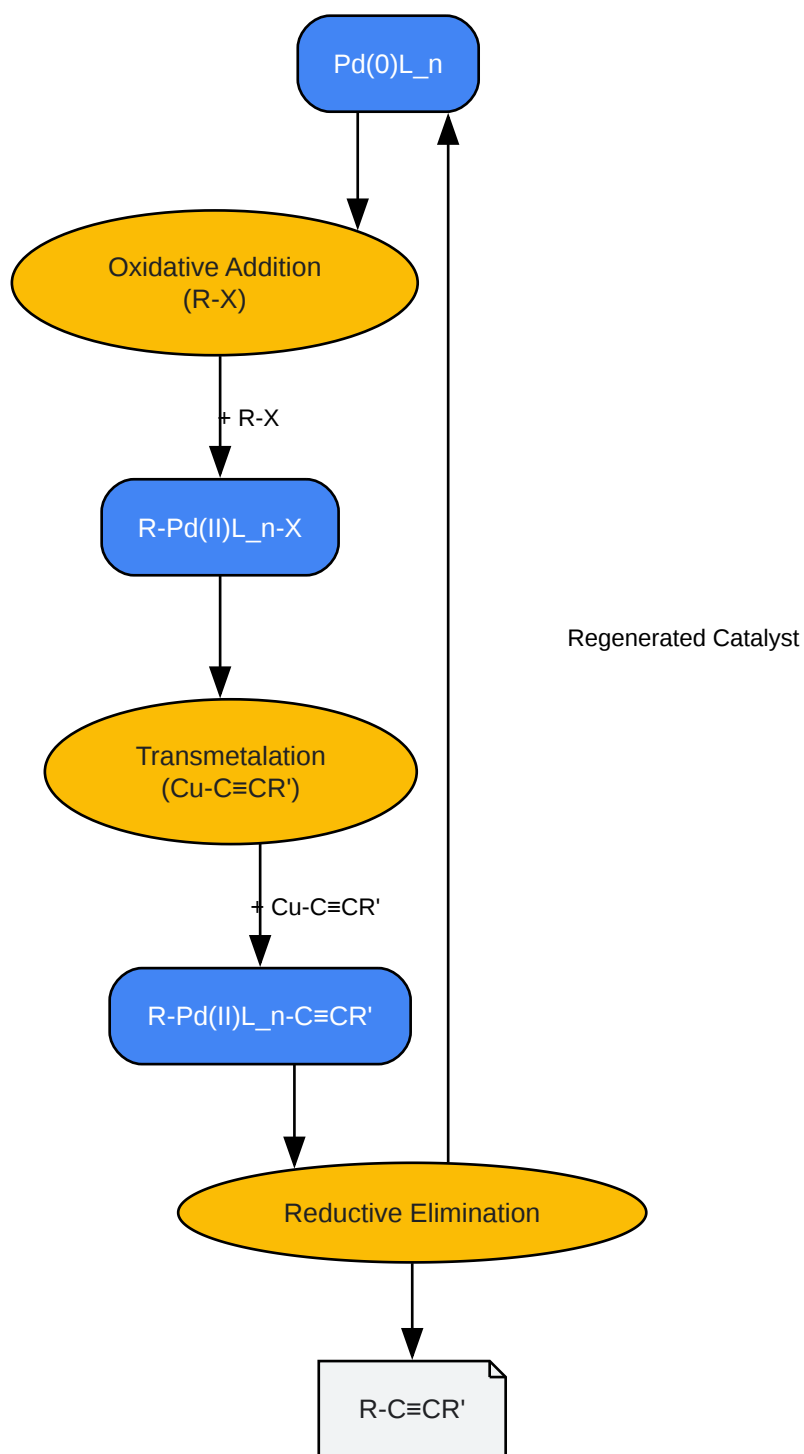 Pd(0)L_n
Oxidative Addition
(R-X)
+ R-X
R-Pd(II)L_n-X
Regenerated Catalyst
Transmetalation
(Cu-C≡CR')
+ Cu-C≡CR'
R-Pd(II)L_n-C≡CR'
Reductive Elimination
R-C≡CR'